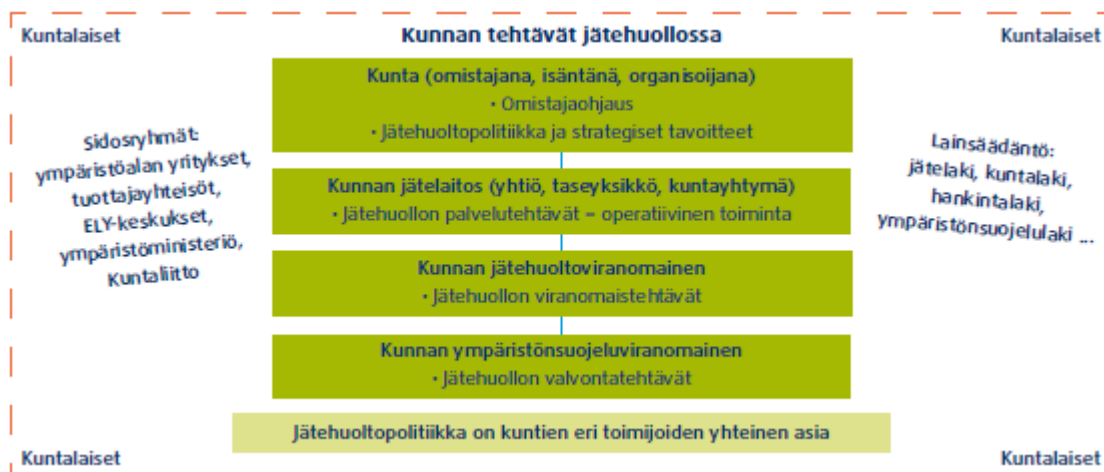 Kuntalaiset
Kunnan tehtävät jätehuollossa
Kuntalaiset
Kunta (omistajana, isäntänä, organisoijana)
• Omistajaohjaus
• Jätehuoltopolitiikka ja strategiset tavoitteet
Sidosryhmät:
ympäristöalan yritykset,
tuottajayhteisöt,
ELY-keskukset,
ympäristöministeriö,
Kuntaliitto
Kunnan jätelaitos (yhtiö, taseyksikkö, kuntayhtymä)
• Jätehuollon palvelutehtävät = operatiivinen toiminta
Lainsäädäntö:
jätelaki, kuntalaki,
hankintalaki,
ympäristönsuojelulaki ...
Kunnan jätehuoltoviranomainen
• Jätehuollon viranomaistehtävät
Kunnan ympäristönsuojeluviranomainen
• Jätehuollon valvontatehtävät
Jätehuoltopolitiikka on kuntien eri toimijoiden yhteinen asia
Kuntalaiset
Kuntalaiset